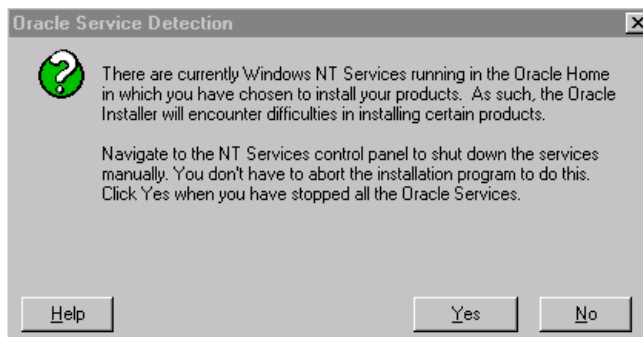 Oracle Service Detection
There are currently Windows NT Services running in the Oracle Home
in which you have chosen to install your products. As such, the Oracle
Installer will encounter difficulties in installing certain products.
Navigate to the NT Services control panel to shut down the services
manually. You don't have to abort the installation program to do this.
Click Yes when you have stopped all the Oracle Services.
Help Yes No